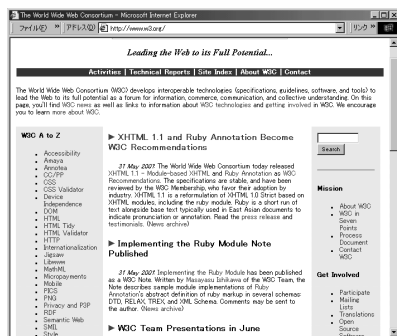 The World Wide Web Consortium - Microsoft Internet Explorer
ファイル(F) » アドレス(D) http://www.w3.org/ リンク »
Leading the Web to its Full Potential...
Activities | Technical Reports | Site Index | About W3C | Contact
The World Wide Web Consortium (W3C) develops interoperable technologies (specifications, guidelines, software, and tools) to
lead the Web to its full potential as a forum for information, commerce, communication, and collective understanding. On this
page, you'll find W3C news as well as links to information about W3C technologies and getting involved in W3C. We encourage
you to learn more about W3C.
W3C A to Z
Accessibility
Amaya
Annotea
CC/PP
CSS
CSS Validator
Device
Independence
DOM
HTML
HTML Tidy
HTML Validator
HTTP
Internationalization
Jigsaw
Libwww
MathML
Micropayments
Mobile
PICS
PNG
Privacy and P3P
RDF
Semantic Web
SMIL
Style
XHTML 1.1 and Ruby Annotation Become
W3C Recommendations
31 May 2001: The World Wide Web Consortium today released
XHTML 1.1 - Module-based XHTML and Ruby Annotation as W3C
Recommendations. The specifications are stable, and have been
reviewed by the W3C Membership, who favor their adoption by
industry. XHTML 1.1 is a reformulation of XHTML 1.0 Strict based on
XHTML modules, including the ruby module. Ruby is a short run of
text alongside base text typically used in East Asian documents to
indicate pronunciation or annotation. Read the press release and
testimonials. (News archive)
Implementing the Ruby Module Note
Published
31 May 2001: Implementing the Ruby Module has been published
as a W3C Note. Written by Masayasu Ishikawa of the W3C Team, the
Note describes sample module implementations of Ruby
Annotation's abstract definition of ruby markup in several schemas
DTD, RELAX, TREX, and XML Schema. Comments may be sent to
the author. (News archive)
W3C Team Presentations in June
Search
Mission
About W3C
W3C in
Seven
Points
Process
Document
Contact
W3C
Get Involved
Participate
Mailing
Lists
Translations
Open
Source
Software